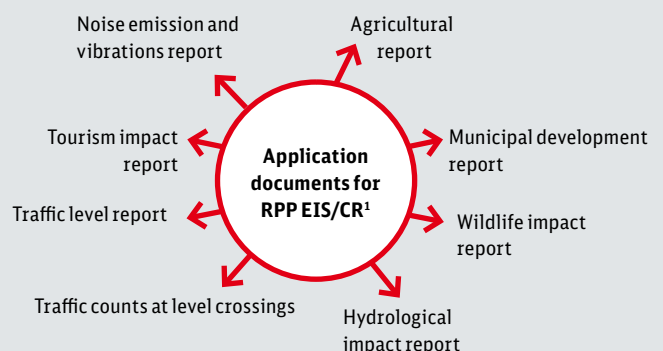 Noise emission and
vibrations report
Agricultural
report
Tourism impact
report
Application
documents for
RPP EIS/CR¹
Municipal development
report
Traffic level report
Wildlife impact
report
Traffic counts at level crossings
Hydrological
impact report